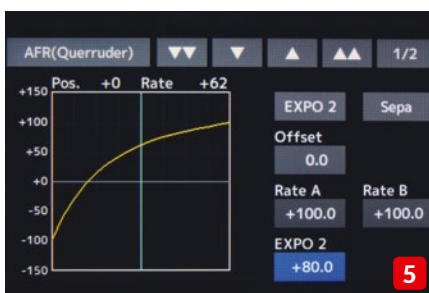 AFR(Querruder) ▼▼ ▼ ▲ ▲▲ 1/2
Pos. +0 Rate +62
+150
+100
+50
+0
-50
-100
-150
EXPO 2 Sepa
Offset
0.0
Rate A Rate B
+100.0 +100.0
EXPO 2
+80.0
5